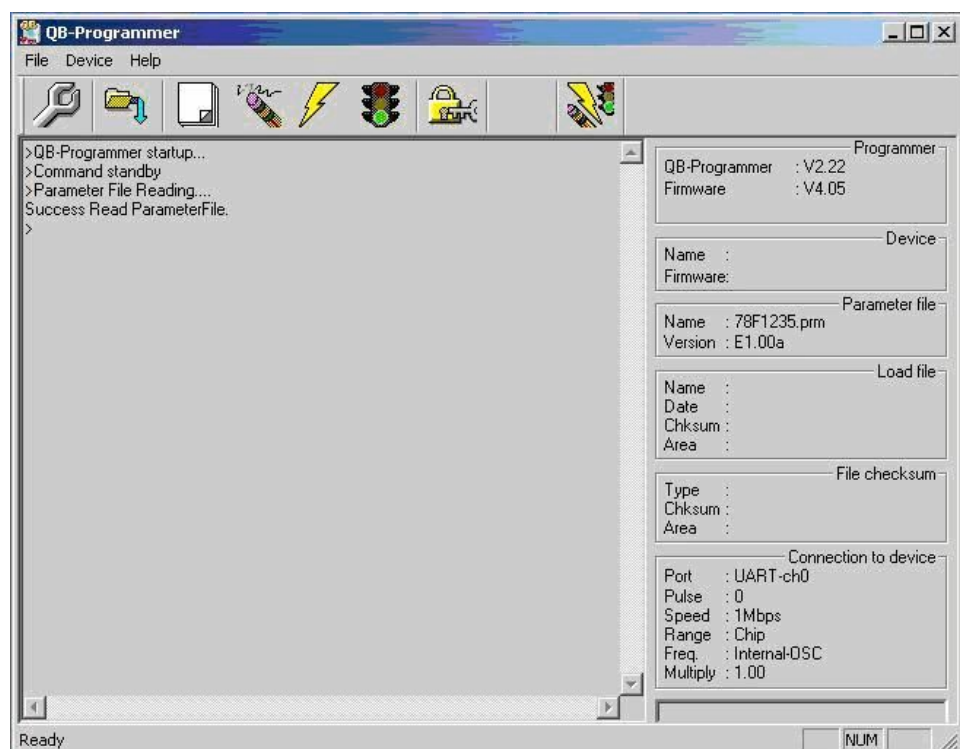 QB-Programmer
File Device Help
>QB-Programmer startup...
>Command standby
>Parameter File Reading....
Success Read ParameterFile.
>
Programmer
QB-Programmer : V2.22
Firmware : V4.05
Device
Name :
Firmware:
Parameter file
Name : 78F1235.prm
Version : E1.00a
Load file
Name :
Date :
Chksum :
Area :
File checksum
Type :
Chksum :
Area :
Connection to device
Port : UART-ch0
Pulse : 0
Speed : 1Mbps
Range : Chip
Freq. : Internal-OSC
Multiply : 1.00
Ready NUM